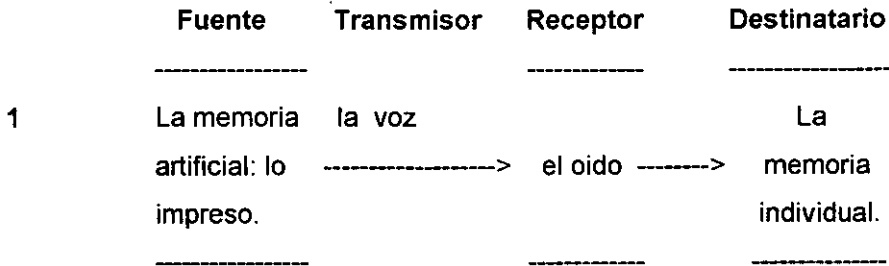 Fuente Transmisor Receptor Destinatario
----------------- ------------- ------------------
1 La memoria la voz La
artificial: lo -------------------> el oido --------> memoria
impreso. individual.
----------------- ------------- ---------------